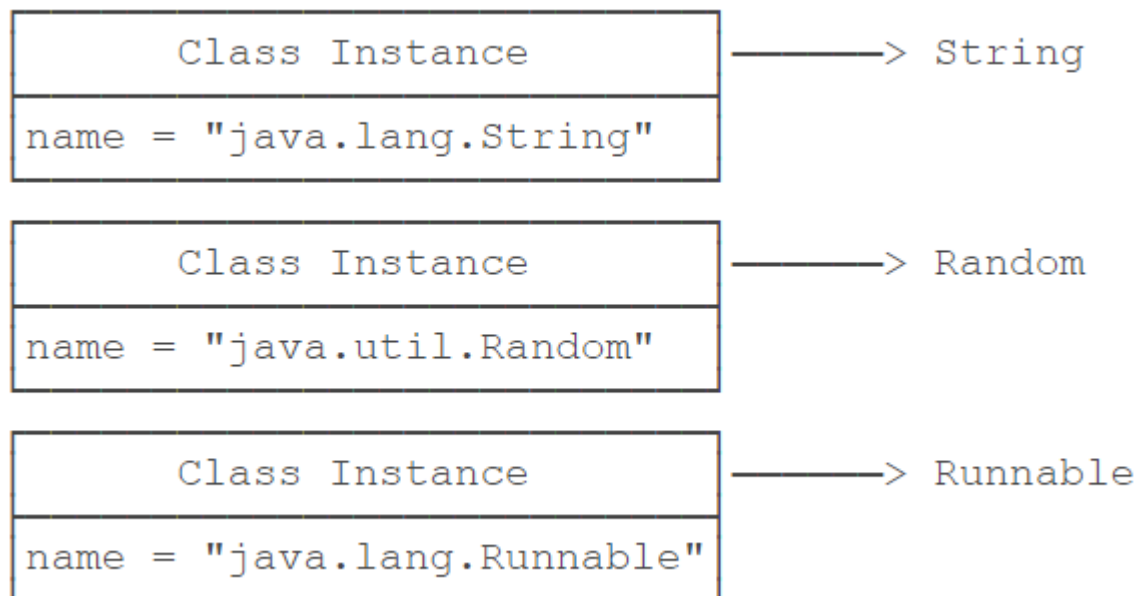 Class Instance ———> String
name = "java.lang.String"
Class Instance ———> Random
name = "java.util.Random"
Class Instance ———> Runnable
name = "java.lang.Runnable"